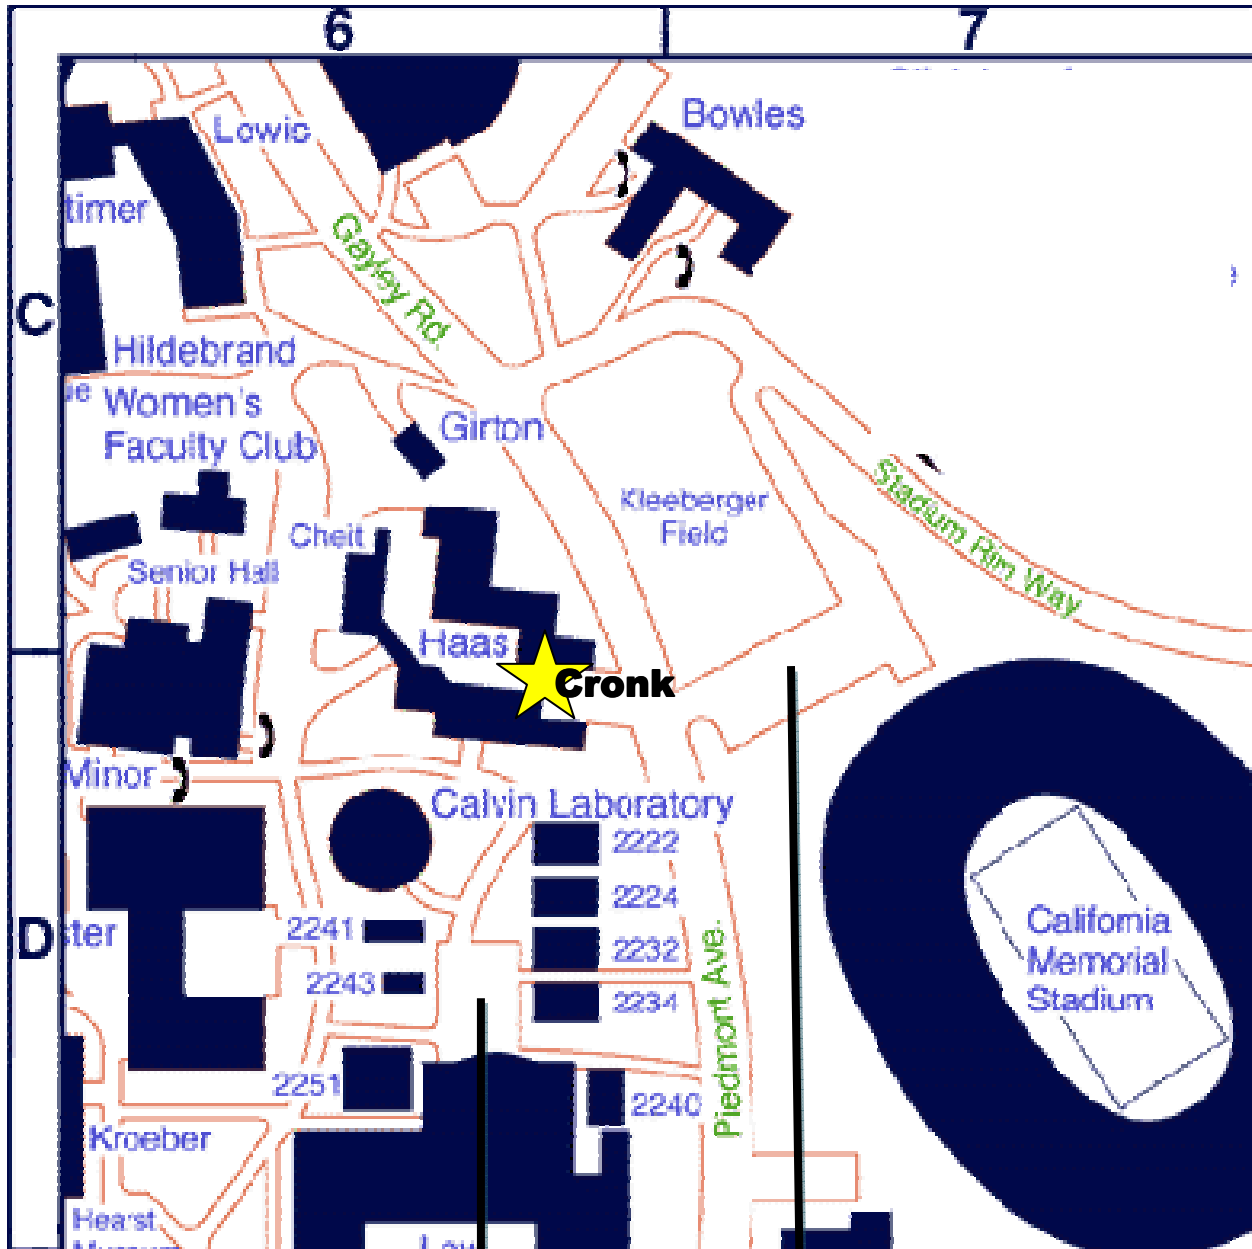 6
7
Bowles
Lowie
timer
Gayley Rd.
C
Hildebrand
Women's
Faculty Club
Girton
Stadium Rim Way
Kleeberger
Field
Cheit
Senior Hall
Haas
Cronk
Minor
Calvin Laboratory
2222
2224
California
Memorial
Stadium
D
ster
2241
2232
2243
2234
Piedmont Ave.
2251
2240
Kroeber
Hearst
Museum
Law